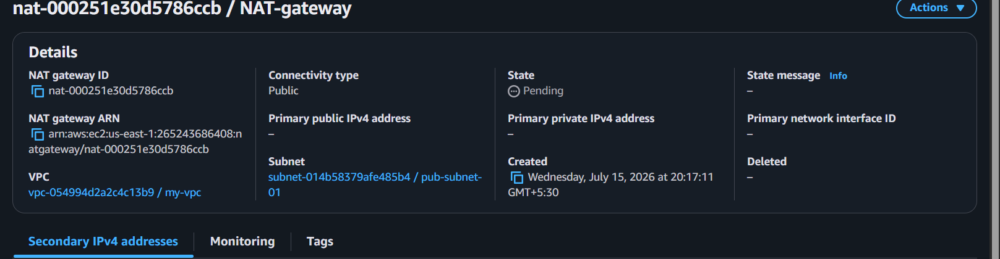 nat-000251e30d5786ccb / NAT-gateway
Actions
Details
NAT gateway ID
nat-000251e30d5786ccb
NAT gateway ARN
arn:aws:ec2:us-east-1:265243686408:n
atgateway/nat-000251e30d5786ccb
VPC
vpc-054994d2a2c4c13b9 / my-vpc
Connectivity type
Public
Primary public IPv4 address
–
Subnet
subnet-014b58379afe485b4 / pub-subnet-
01
State
Pending
Primary private IPv4 address
–
Created
Wednesday, July 15, 2026 at 20:17:11
GMT+5:30
State message Info
–
Primary network interface ID
–
Deleted
–
Secondary IPv4 addresses
Monitoring
Tags